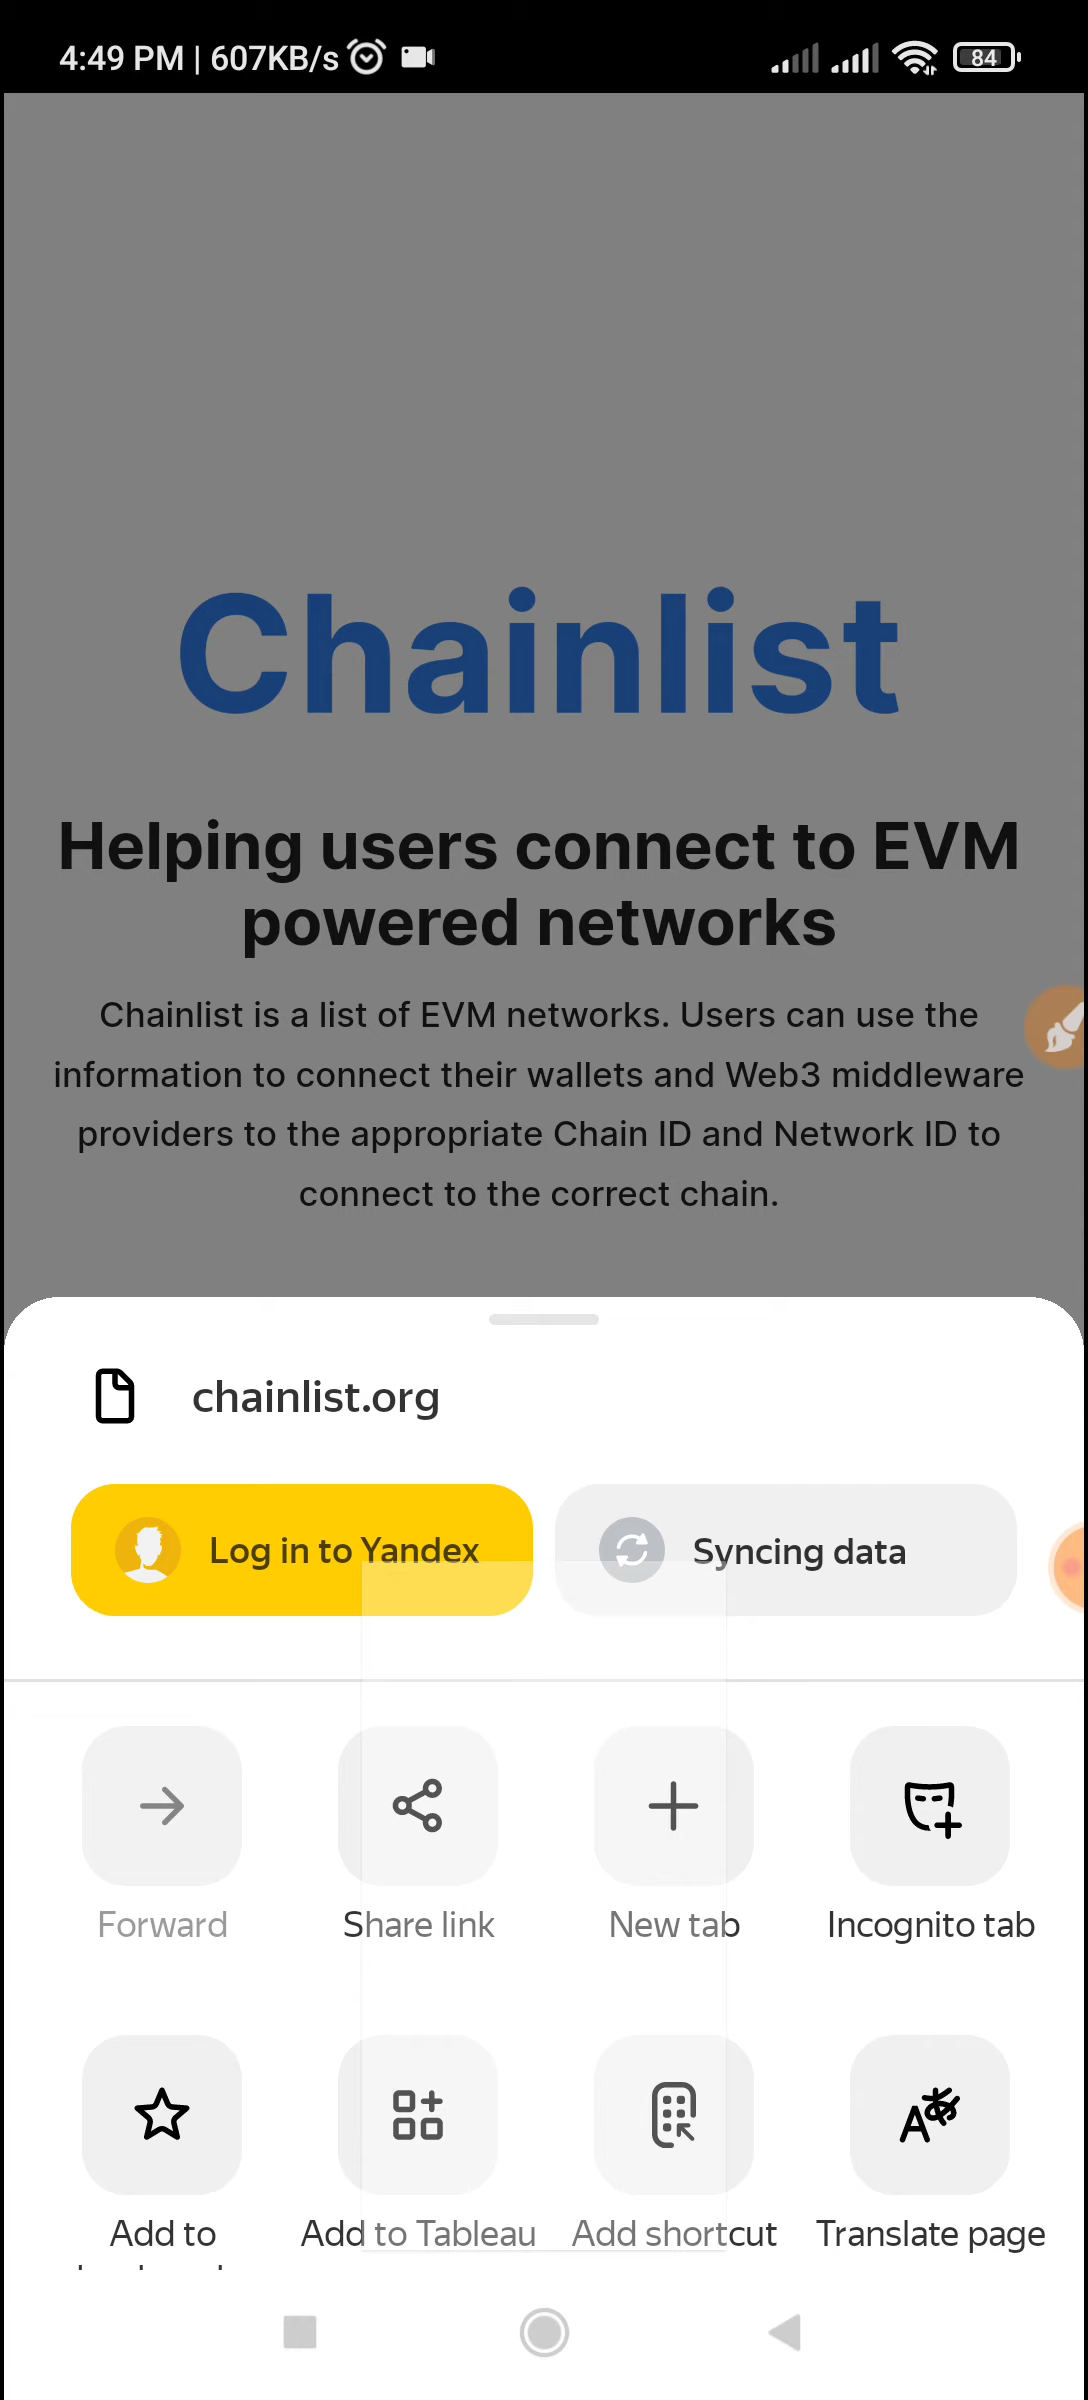 4:49 PM | 607KB/s
84
Chainlist
Helping users connect to EVM
powered networks
Chainlist is a list of EVM networks. Users can use the
information to connect their wallets and Web3 middleware
providers to the appropriate Chain ID and Network ID to
connect to the correct chain.
chainlist.org
Log in to Yandex
Syncing data
Forward
Share link
New tab
Incognito tab
Add to
Add to Tableau
Add shortcut
Translate page